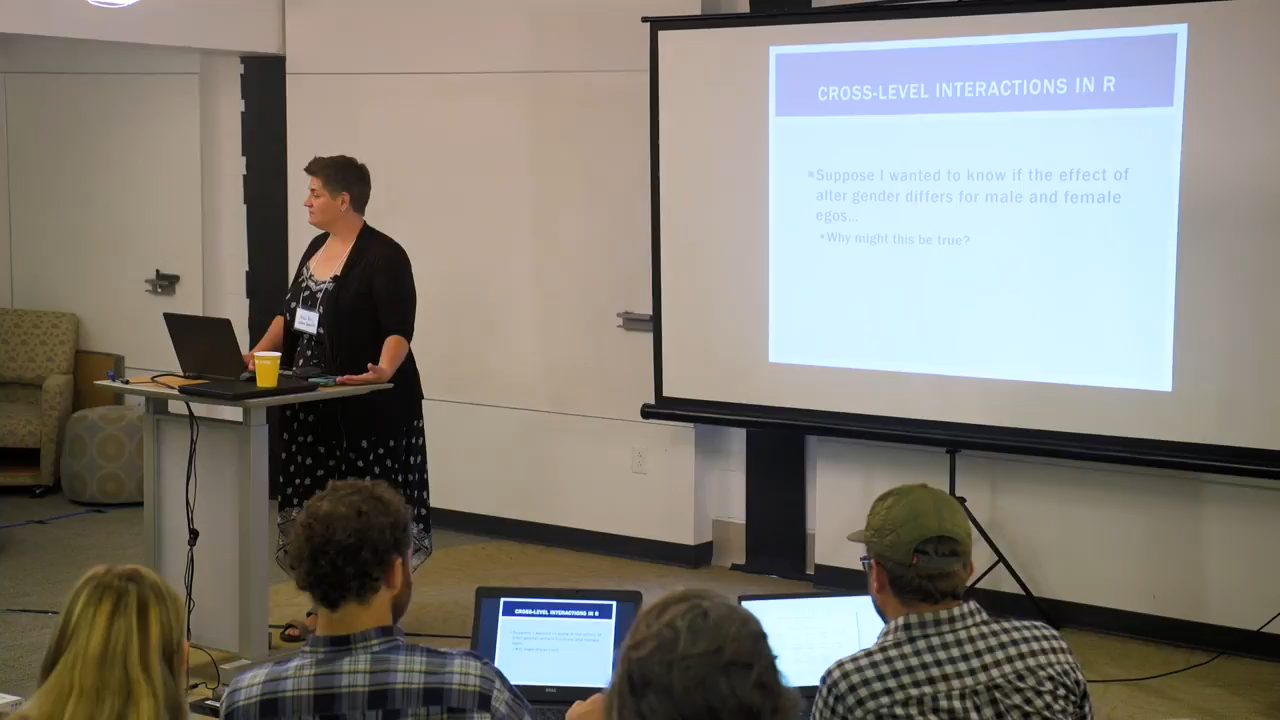 CROSS-LEVEL INTERACTIONS IN R
Suppose I wanted to know if the effect of
alter gender differs for male and female
egos...
Why might this be true?
CROSS-LEVEL INTERACTIONS IN R
DELL